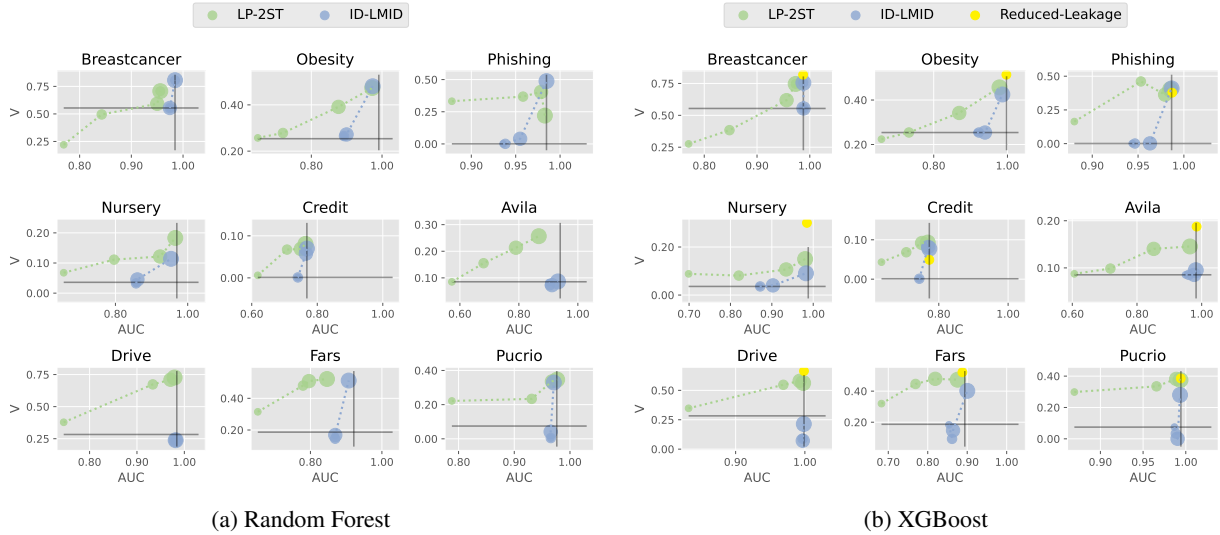 LP-2ST ID-LMID
LP-2ST ID-LMID Reduced-Leakage
Breastcancer Obesity Phishing
V
0.75
0.50
0.25
0.80 0.90 1.00
0.40
0.20
0.80 1.00
0.50
0.25
0.00
0.90 0.95 1.00
Nursery Credit Avila
V
0.20
0.10
0.00
0.80 1.00
AUC
0.10
0.00
0.60 0.80 1.00
AUC
0.30
0.20
0.10
0.60 0.80 1.00
AUC
Drive Fars Pucrio
V
0.75
0.50
0.25
0.80 0.90 1.00
AUC
0.40
0.20
0.80 1.00
AUC
0.40
0.20
0.00
0.80 0.90 1.00
AUC
(a) Random Forest
Breastcancer Obesity Phishing
V
0.75
0.50
0.25
0.80 0.90 1.00
0.40
0.20
0.80 1.00
0.50
0.25
0.00
0.90 0.95 1.00
Nursery Credit Avila
V
0.20
0.00
0.70 0.80 0.90 1.00
AUC
0.10
0.00
0.80 1.00
AUC
0.20
0.10
0.60 0.80 1.00
AUC
Drive Fars Pucrio
V
0.50
0.25
0.00
0.90 1.00
AUC
0.40
0.20
0.70 0.80 0.90 1.00
AUC
0.40
0.20
0.00
0.90 0.95 1.00
AUC
(b) XGBoost